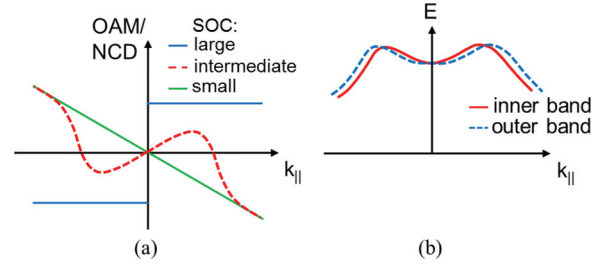 OAM/
NCD
SOC:
large
intermediate
small
k||
(a)
E
inner band
outer band
k||
(b)